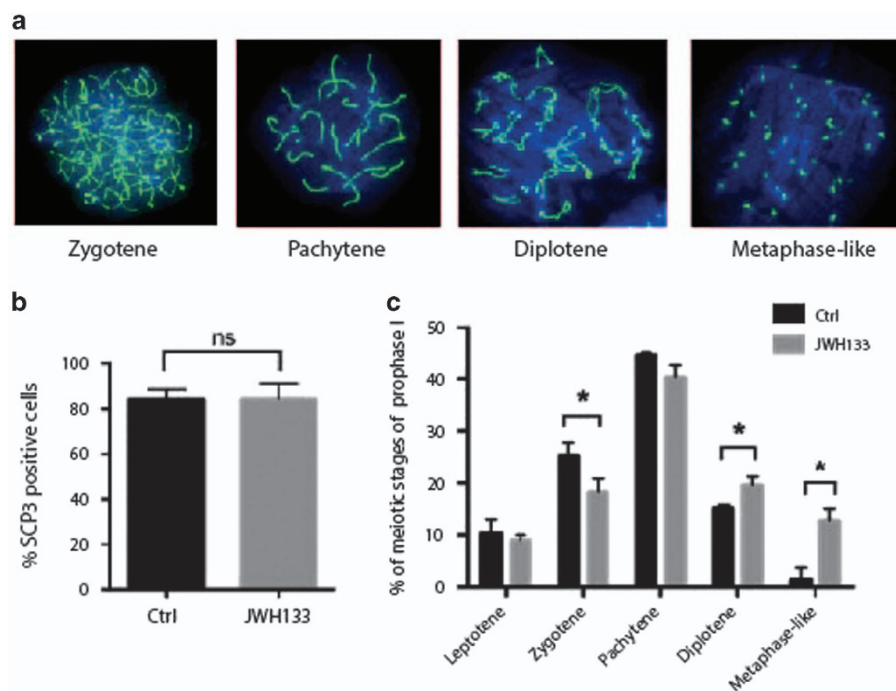 a
Zygotene
Pachytene
Diplotene
Metaphase-like
b
ns
% SCP3 positive cells
100
80
60
40
20
0
Ctrl
JWH133
c
Ctrl
JWH133
% of meiotic stages of prophase I
50
40
30
20
10
0
*
*
*
Leptotene
Zygotene
Pachytene
Diplotene
Metaphase-like